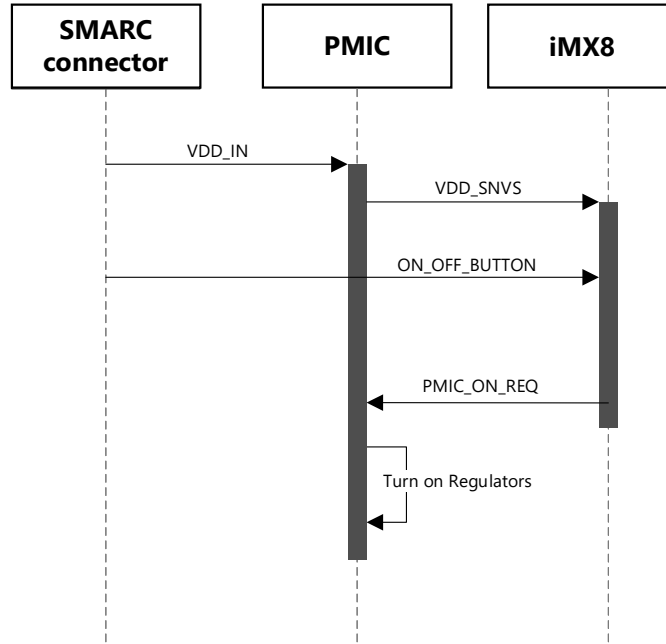 SMARC
connector
PMIC
iMX8
VDD_IN
VDD_SNVS
ON_OFF_BUTTON
PMIC_ON_REQ
Turn on Regulators